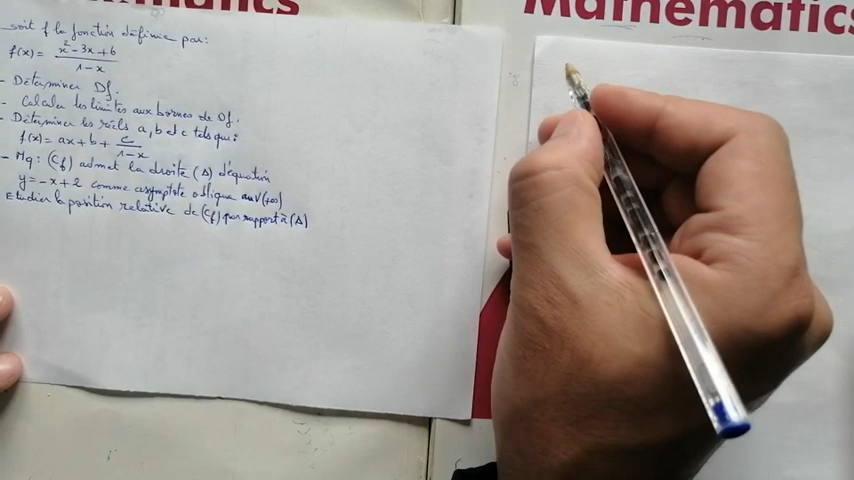 Mathematics
soit f la fonction définie par:
f(x) = x² - 3x + 6 / 1 - x
- Déterminer Df.
- Calculer les limites aux bornes de Df.
- Déterminer les réels a, b et c tels que:
f(x) = ax + b + c / 1 - x
- Mq: (Cf) admet la droite (Δ) d'équation
y = -x + 2 comme asymptote oblique au V(+∞)
Etudier la position relative de (Cf) par rapport à (Δ)